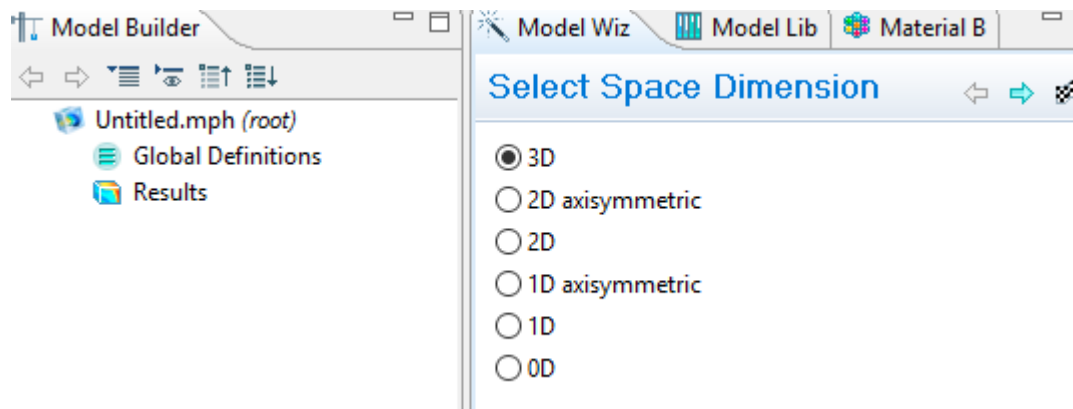 Model Builder
Untitled.mph (root)
Global Definitions
Results
Model Wiz Model Lib Material B
Select Space Dimension
3D
2D axisymmetric
2D
1D axisymmetric
1D
0D